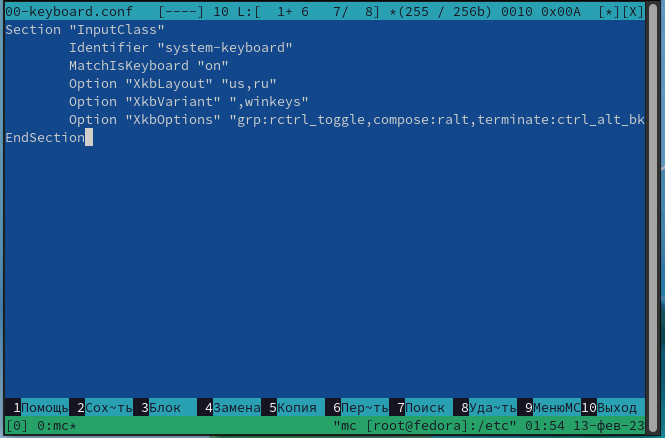 00-keyboard.conf [----] 10 L:[ 1+ 6 7/ 8] *(255 / 256b) 0010 0x00A [*][X]
Section "InputClass"
Identifier "system-keyboard"
MatchIsKeyboard "on"
Option "XkbLayout" "us,ru"
Option "XkbVariant" ",winkeys"
Option "XkbOptions" "grp:rctrl_toggle,compose:ralt,terminate:ctrl_alt_bk
EndSection
1Помощь 2Сох~ть 3Блок 4Замена 5Копия 6Пер~ть 7Поиск 8Уда~ть 9МенюMC 10Выход
[0] 0:mc* "mc [root@fedora]:/etc" 01:54 13-фев-23